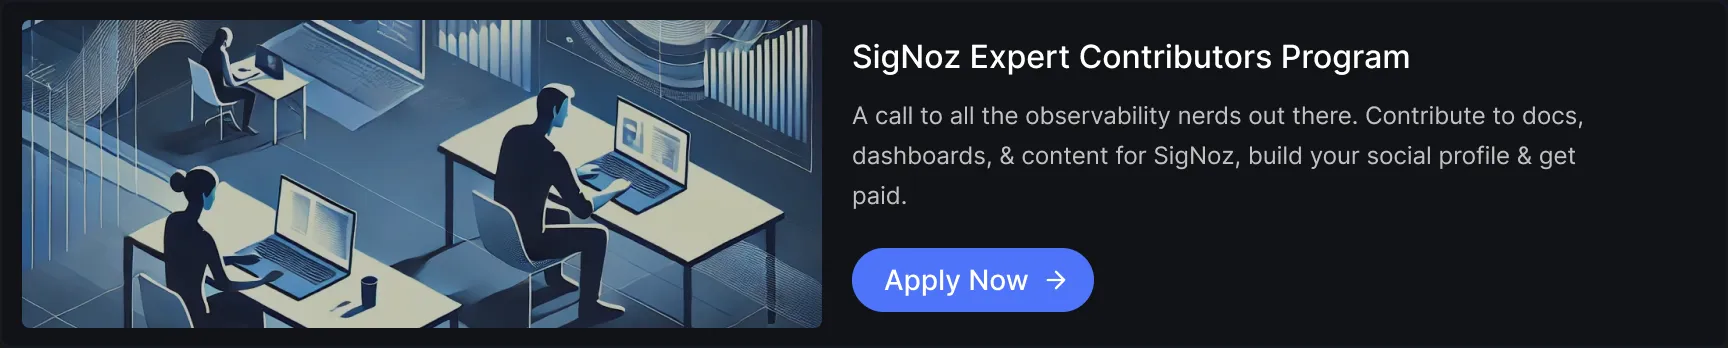 SigNoz Expert Contributors Program
A call to all the observability nerds out there. Contribute to docs,
dashboards, & content for SigNoz, build your social profile & get
paid.
Apply Now →